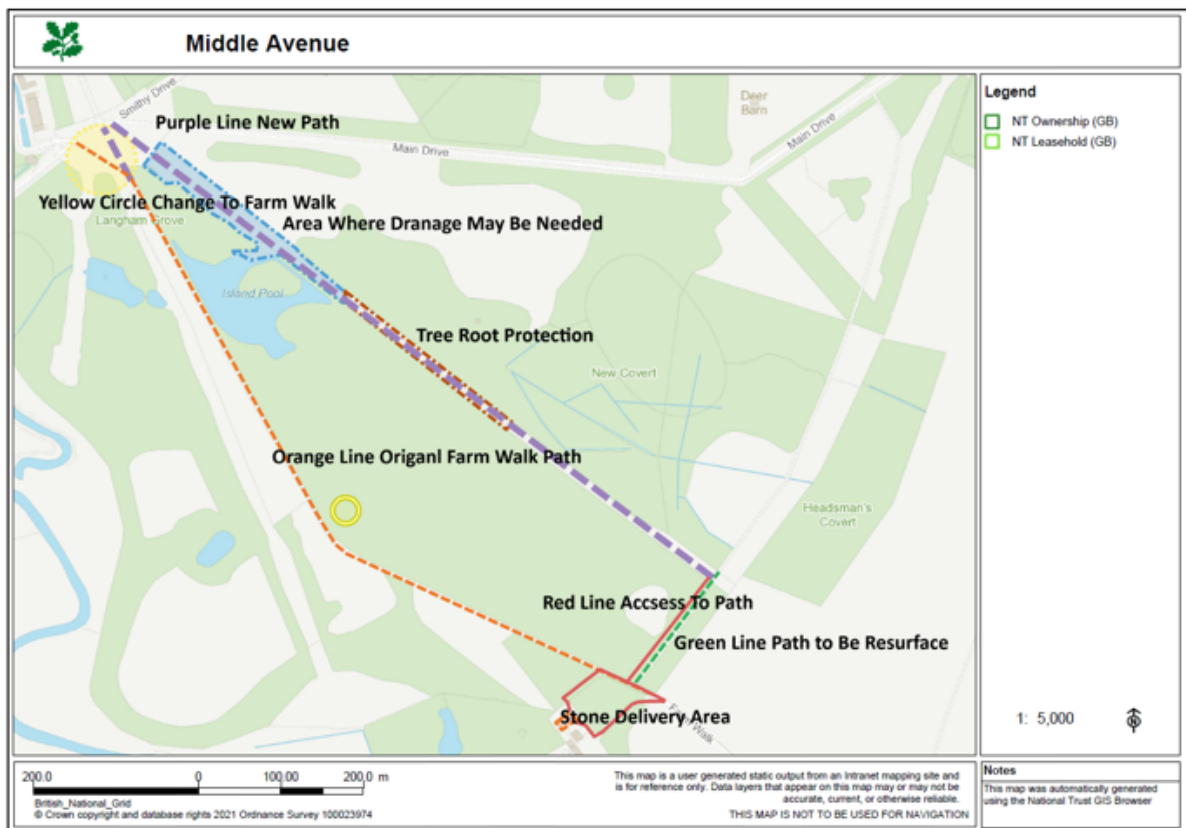 Middle Avenue
Smithy Drive
Purple Line New Path
Main Drive
Deer
Barn
Main Drive
Yellow Circle Change To Farm Walk
Langham Grove
Area Where Dranage May Be Needed
Island Pool
Tree Root Protection
New Covert
Orange Line Origanl Farm Walk Path
Headsman's
Covert
Red Line Accsess To Path
Green Line Path to Be Resurface
Stone Delivery Area
Farm Walk
Legend
NT Ownership (GB)
NT Leasehold (GB)
1: 5,000
N
200.0 0 100.00 200.0 m
British_National_Grid
© Crown copyright and database rights 2021 Ordnance Survey 100023974
This map is a user generated static output from an Intranet mapping site and
is for reference only. Data layers that appear on this map may or may not be
accurate, current, or otherwise reliable.
THIS MAP IS NOT TO BE USED FOR NAVIGATION
Notes
This map was automatically generated
using the National Trust GIS Browser